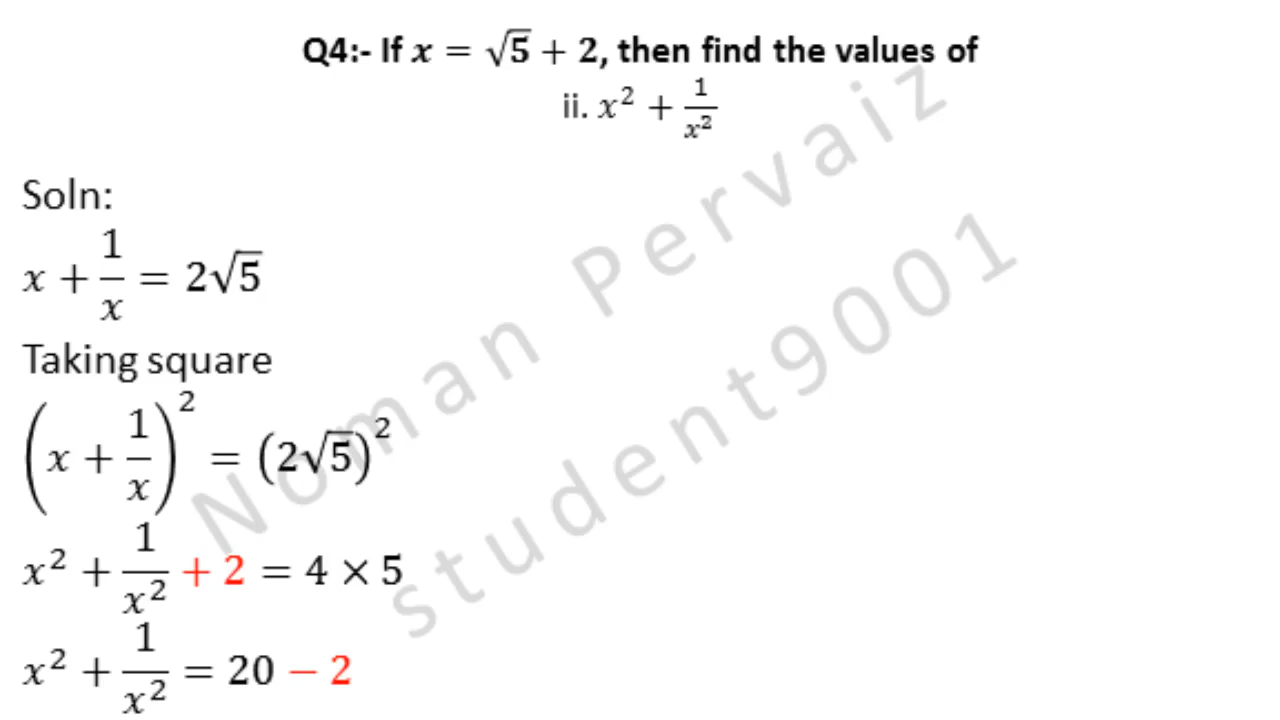 Q4:- If x = √5 + 2, then find the values of
ii. x² + 1/x²
Soln:
x + 1/x = 2√5
Taking square
(x + 1/x)² = (2√5)²
x² + 1/x² + 2 = 4 × 5
x² + 1/x² = 20 − 2
Noman Pervaiz
student9001